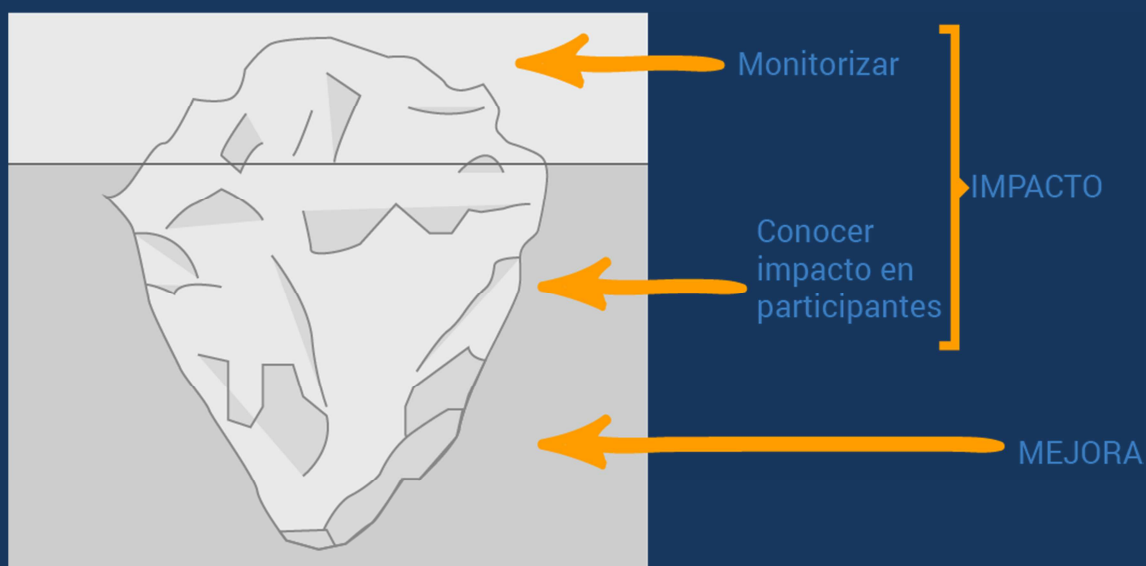 Monitorizar
IMPACTO
Conocer
impacto en
participantes
MEJORA